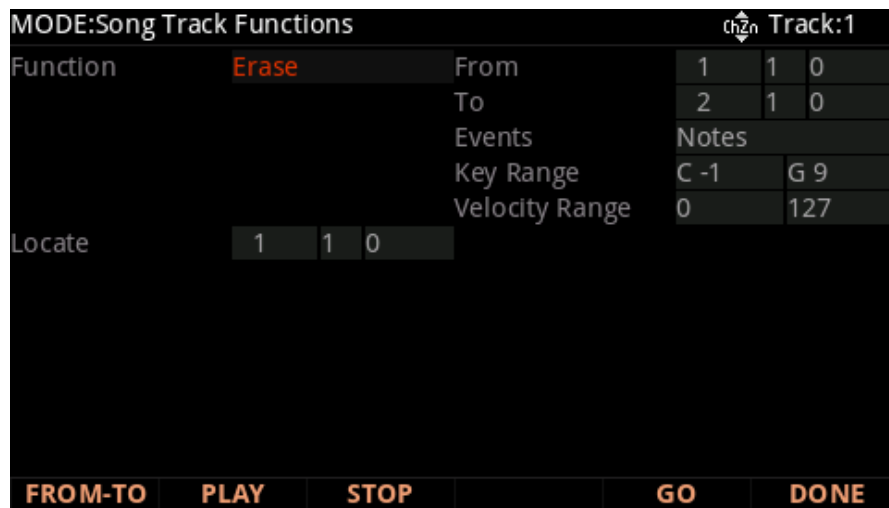 MODE:Song Track Functions ChZn Track:1
Function Erase From 1 1 0
To 2 1 0
Events Notes
Key Range C -1 G 9
Velocity Range 0 127
Locate 1 1 0
FROM-TO PLAY STOP GO DONE